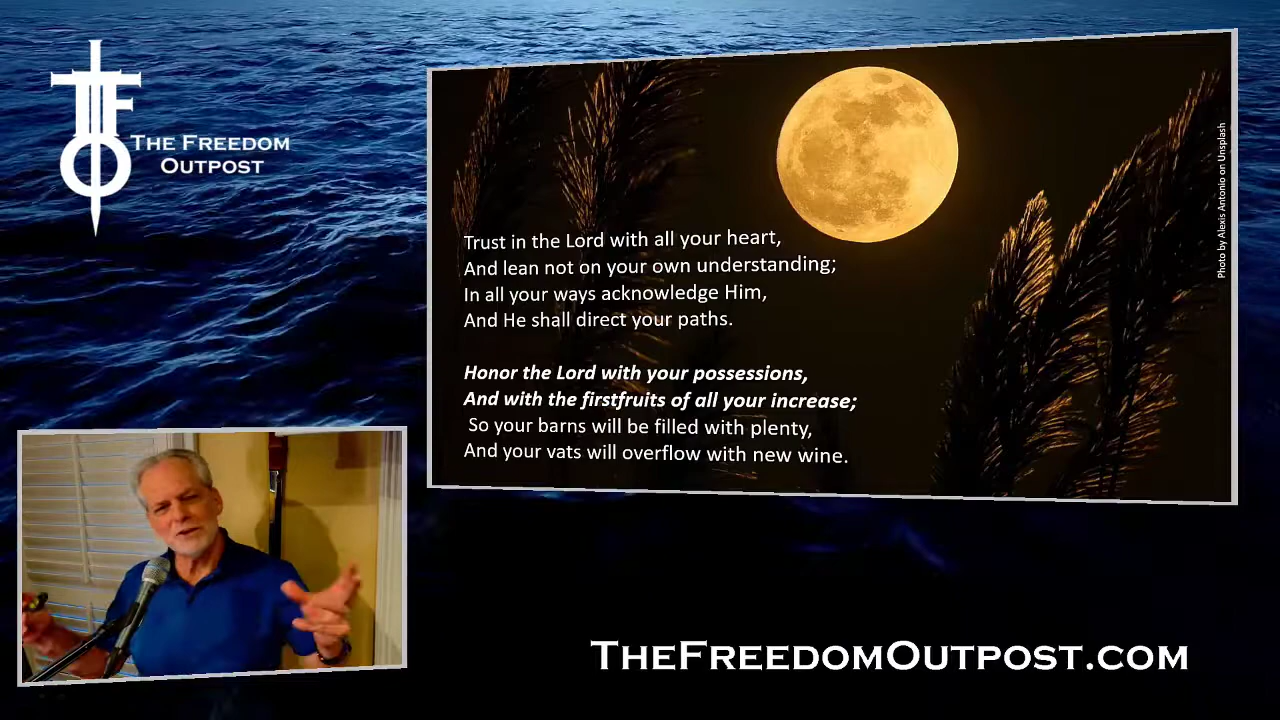 TF
The Freedom
Outpost
Trust in the Lord with all your heart,
And lean not on your own understanding;
In all your ways acknowledge Him,
And He shall direct your paths.
Honor the Lord with your possessions,
And with the firstfruits of all your increase;
So your barns will be filled with plenty,
And your vats will overflow with new wine.
Photo by Alexis Antonio on Unsplash
TheFreedomOutpost.com